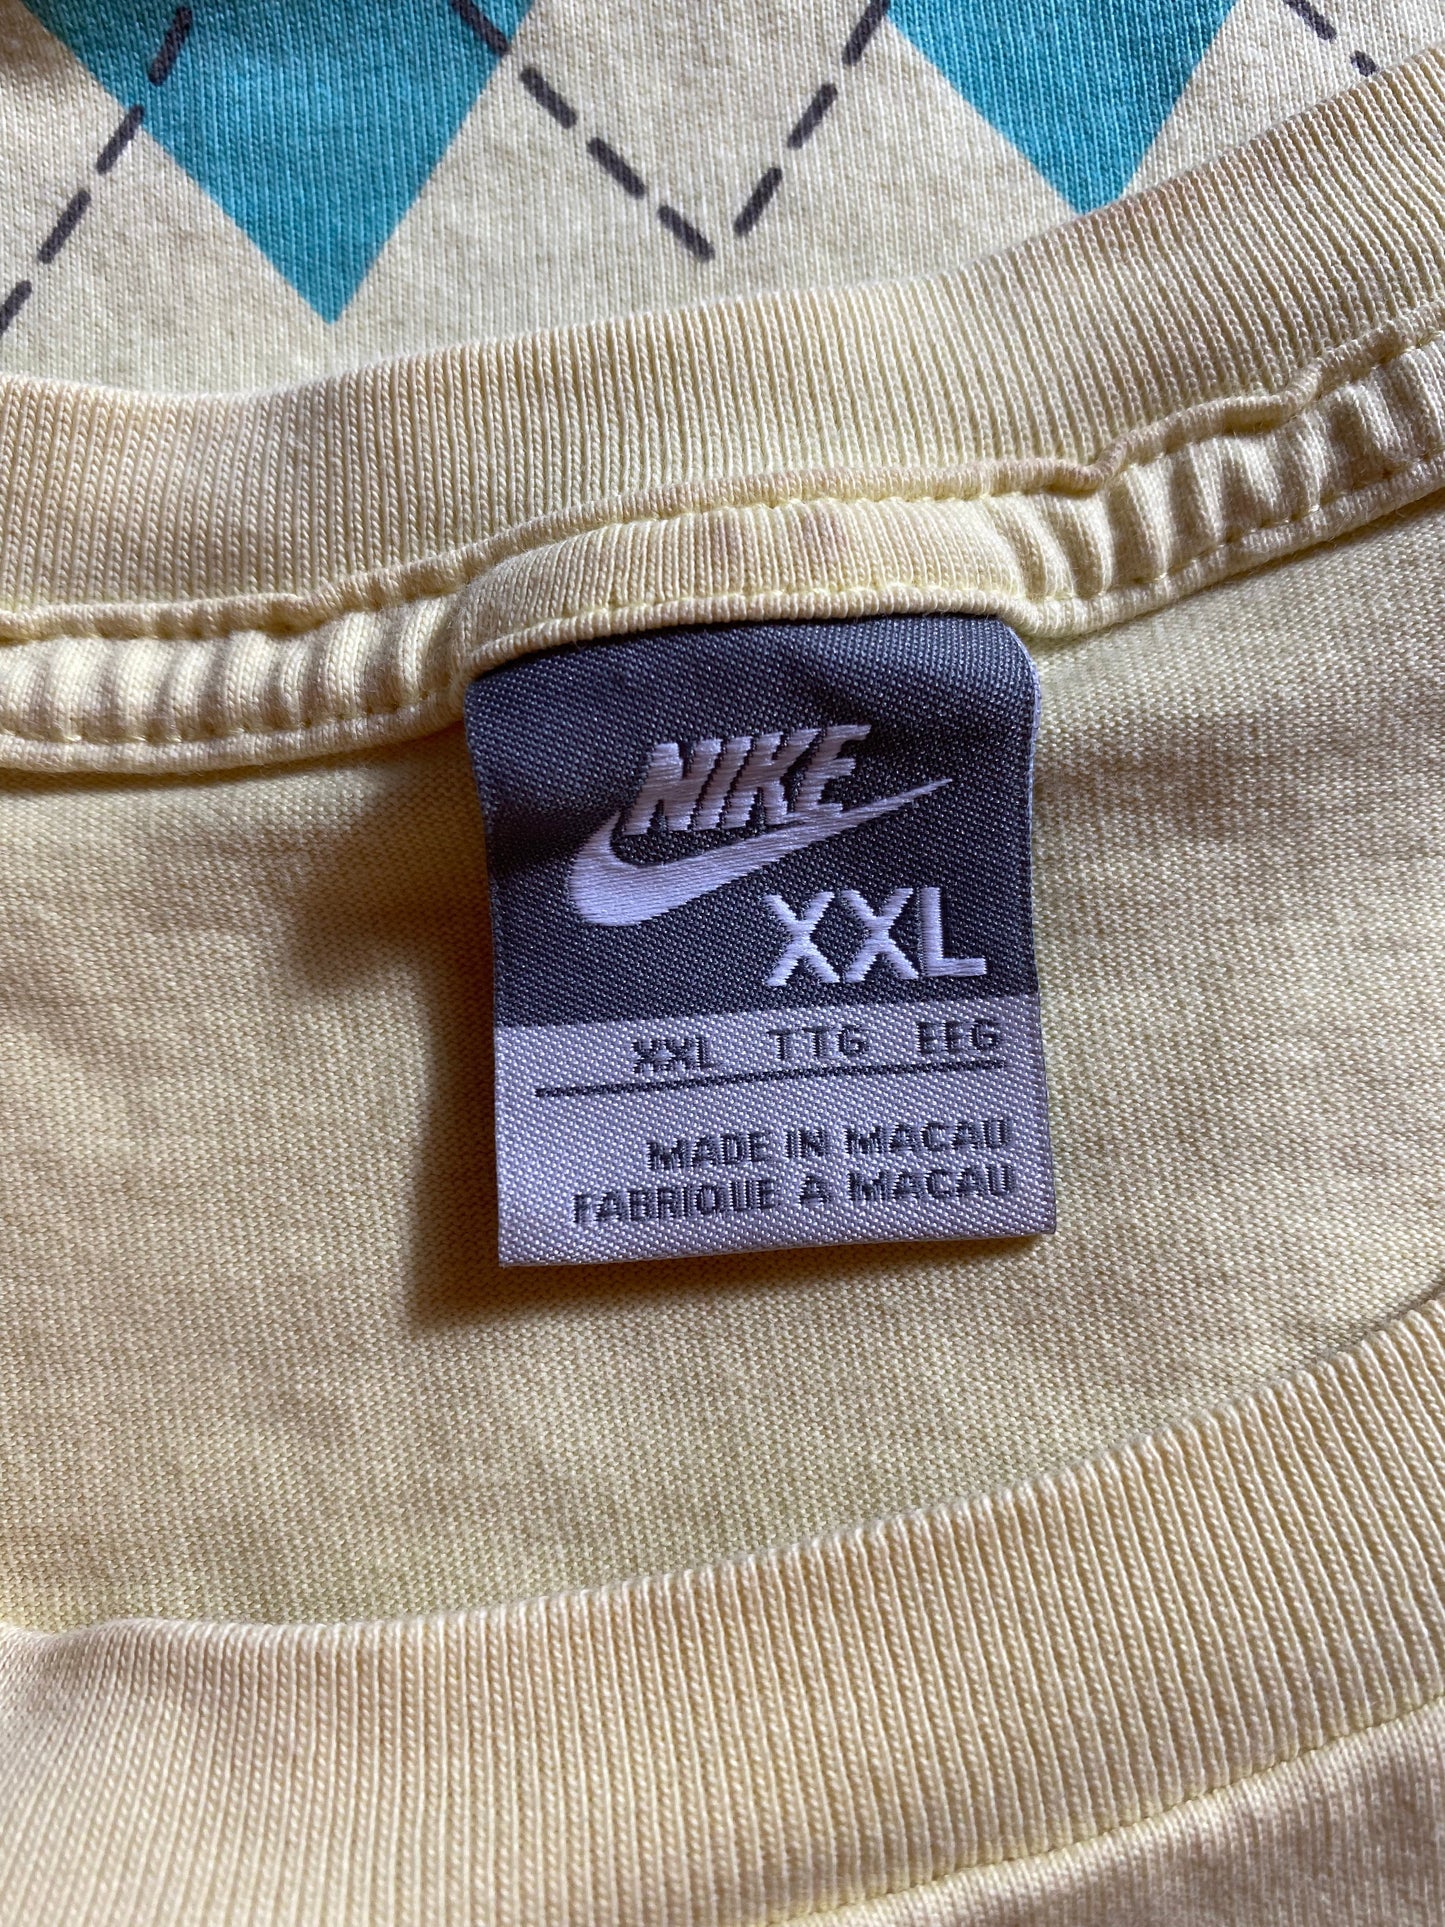 NIKE
XXL
XXL TTG EEG
MADE IN MACAU
FABRIQUE A MACAU